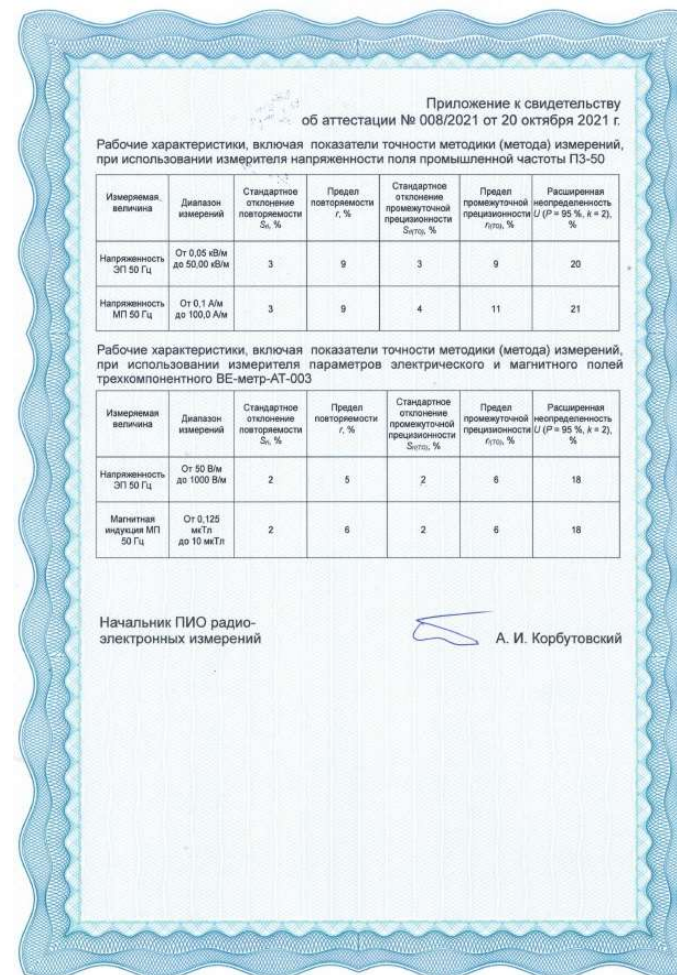 Приложение к свидетельству
об аттестации № 008/2021 от 20 октября 2021 г.
Рабочие характеристики, включая показатели точности методики (метода) измерений,
при использовании измерителя напряженности поля промышленной частоты П3-50
Измеряемая величина | Диапазон измерений | Стандартное отклонение повторяемости Sr, % | Предел повторяемости r, % | Стандартное отклонение промежуточной прецизионности SI(TO), % | Предел промежуточной прецизионности rI(TO), % | Расширенная неопределенность U (P = 95 %, k = 2), %
Напряженность ЭП 50 Гц | От 0,05 кВ/м до 50,00 кВ/м | 3 | 9 | 3 | 9 | 20
Напряженность МП 50 Гц | От 0,1 А/м до 100,0 А/м | 3 | 9 | 4 | 11 | 21
Рабочие характеристики, включая показатели точности методики (метода) измерений,
при использовании измерителя параметров электрического и магнитного полей
трехкомпонентного ВЕ-метр-АТ-003
Измеряемая величина | Диапазон измерений | Стандартное отклонение повторяемости Sr, % | Предел повторяемости r, % | Стандартное отклонение промежуточной прецизионности SI(TO), % | Предел промежуточной прецизионности rI(TO), % | Расширенная неопределенность U (P = 95 %, k = 2), %
Напряженность ЭП 50 Гц | От 50 В/м до 1000 В/м | 2 | 5 | 2 | 6 | 18
Магнитная индукция МП 50 Гц | От 0,125 мкТл до 10 мкТл | 2 | 6 | 2 | 6 | 18
Начальник ПИО радио-
электронных измерений
А. И. Корбутовский